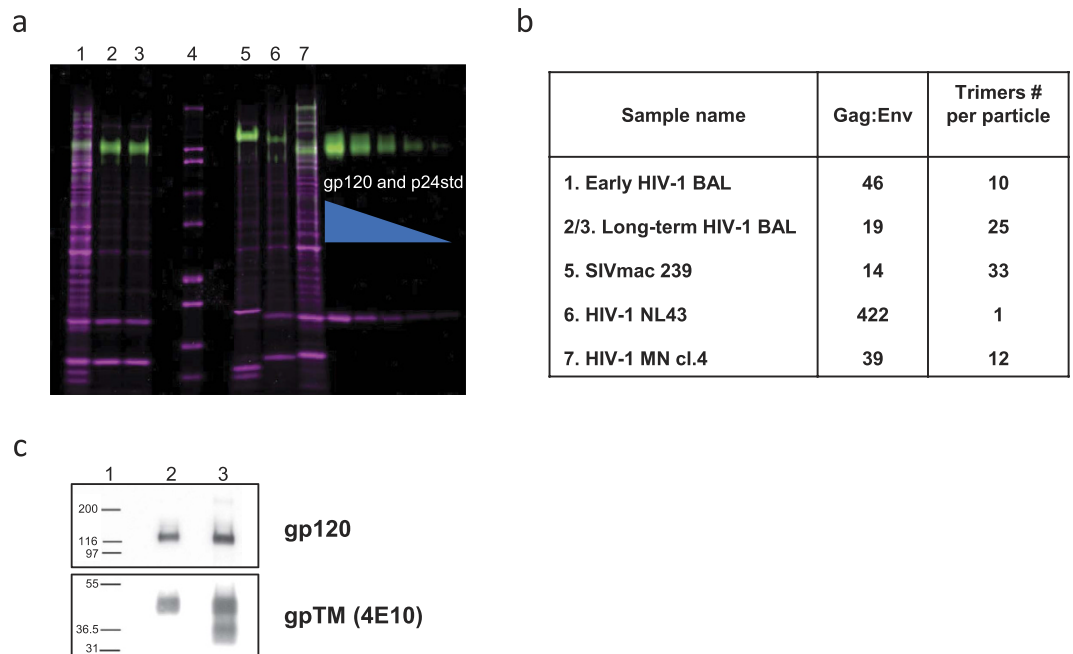 a
1 2 3 4 5 6 7
gp120 and p24std
b
Sample name Gag:Env Trimers #
per particle
1. Early HIV-1 BAL 46 10
2/3. Long-term HIV-1 BAL 19 25
5. SIVmac 239 14 33
6. HIV-1 NL43 422 1
7. HIV-1 MN cl.4 39 12
c
1 2 3
200
116
97
gp120
55
36.5
31
gpTM (4E10)